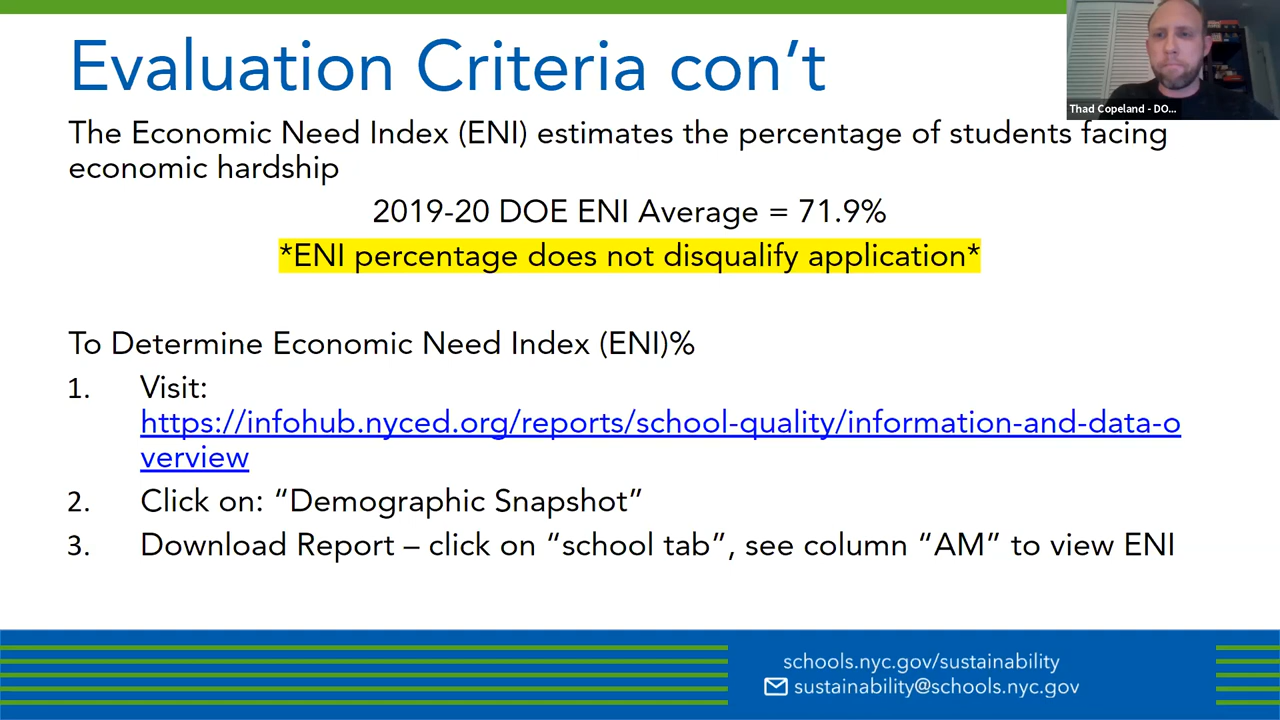 Evaluation Criteria con’t
Thad Copeland - DO...
The Economic Need Index (ENI) estimates the percentage of students facing
economic hardship
2019-20 DOE ENI Average = 71.9%
*ENI percentage does not disqualify application*
To Determine Economic Need Index (ENI)%
1. Visit:
https://infohub.nyced.org/reports/school-quality/information-and-data-o
verview
2. Click on: “Demographic Snapshot”
3. Download Report – click on “school tab”, see column “AM” to view ENI
schools.nyc.gov/sustainability
sustainability@schools.nyc.gov